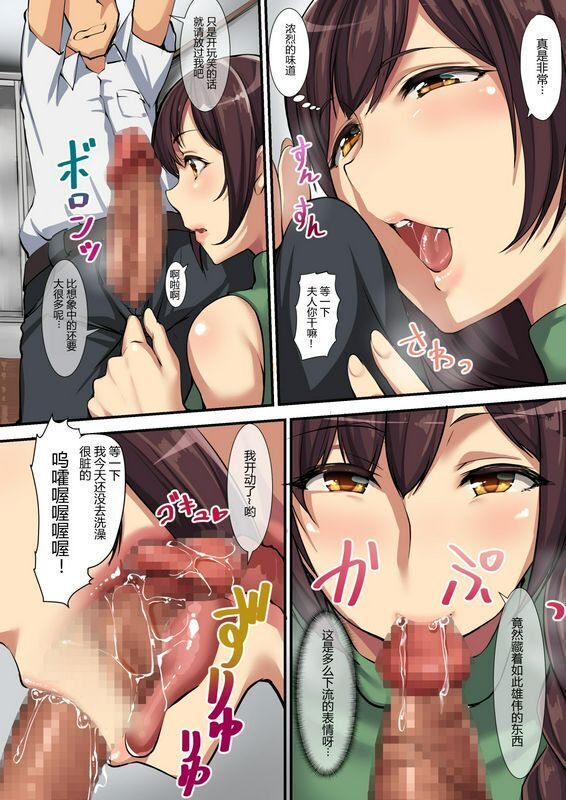 真是非常…
浓烈的味道
すんすん
等一下
夫人你干嘛！
さわっ
只是开玩笑的话
就请放过我吧
ボロンッ
啊啦啊
比想象中的还要
大很多呢…
竟然藏着如此雄伟的东西
かぷっ
这是多么下流的表情呀…
我开动了~哟
ゴキュ♥
等一下
我今天还没去洗澡
很脏的
呜嚯喔喔喔喔！
ずりゅりゅ